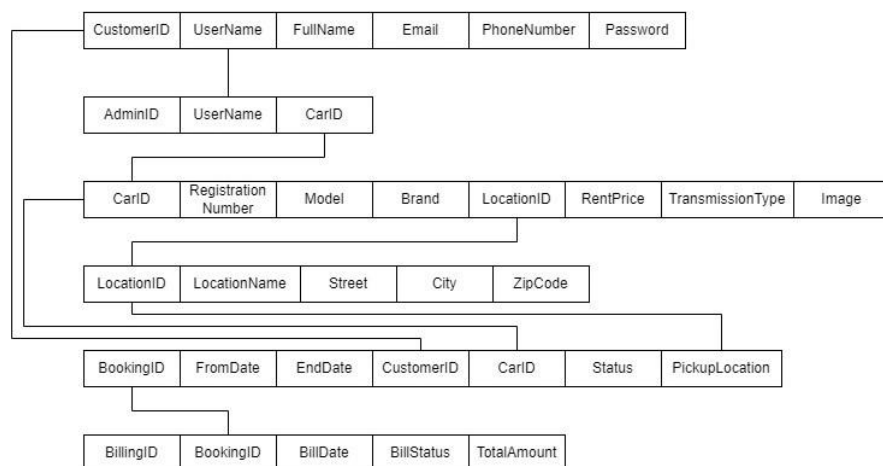 CustomerID UserName FullName Email PhoneNumber Password
AdminID UserName CarID
CarID Registration Number Model Brand LocationID RentPrice TransmissionType Image
LocationID LocationName Street City ZipCode
BookingID FromDate EndDate CustomerID CarID Status PickupLocation
BillingID BookingID BillDate BillStatus TotalAmount